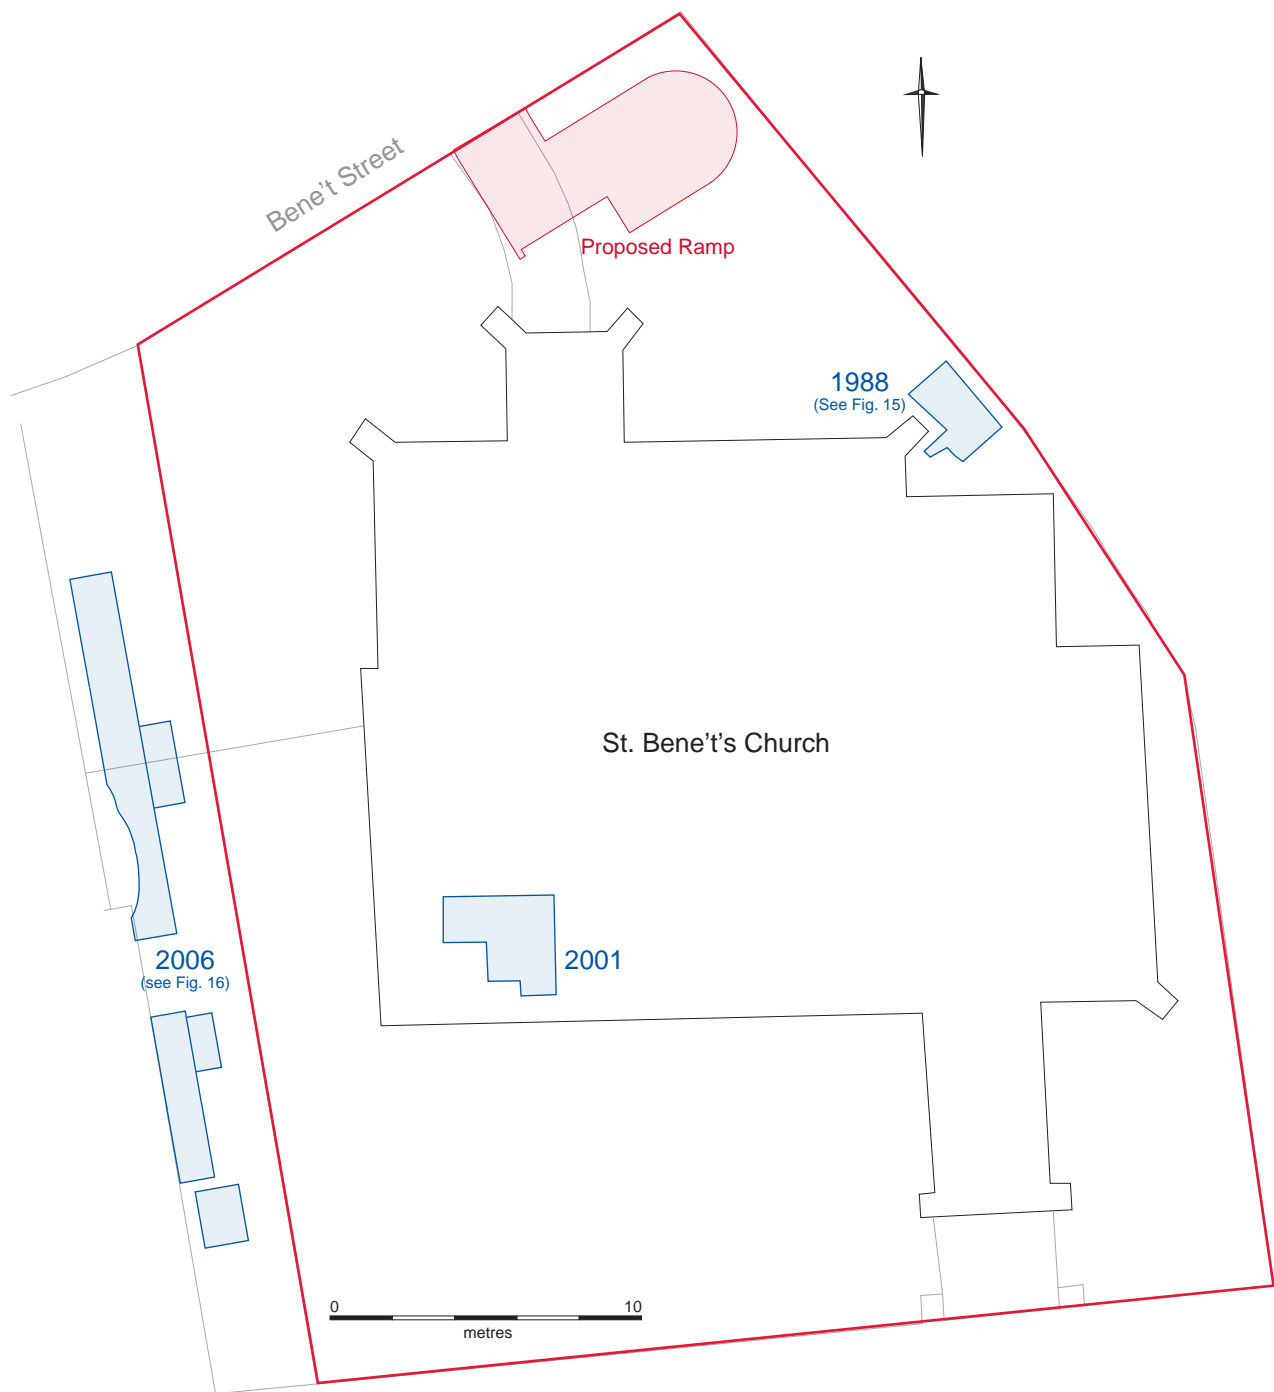 Bene't Street
Proposed Ramp
1988
(See Fig. 15)
St. Bene't's Church
2001
2006
(see Fig. 16)
0 10
metres